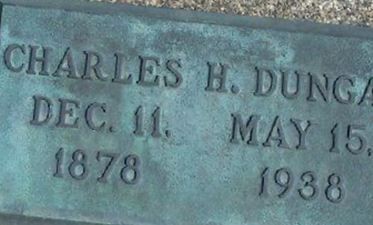 CHARLES H. DUNGA
DEC. 11. MAY 15,
1878 1938